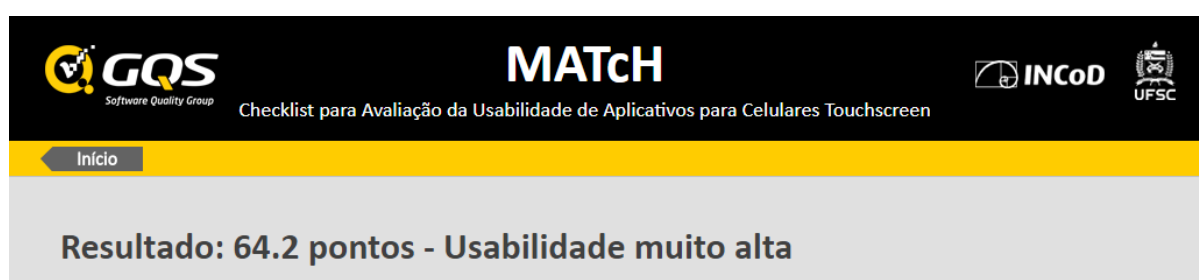 GQS
Software Quality Group
MATcH
Checklist para Avaliação da Usabilidade de Aplicativos para Celulares Touchscreen
INCoD
UFSC
Início
Resultado: 64.2 pontos - Usabilidade muito alta